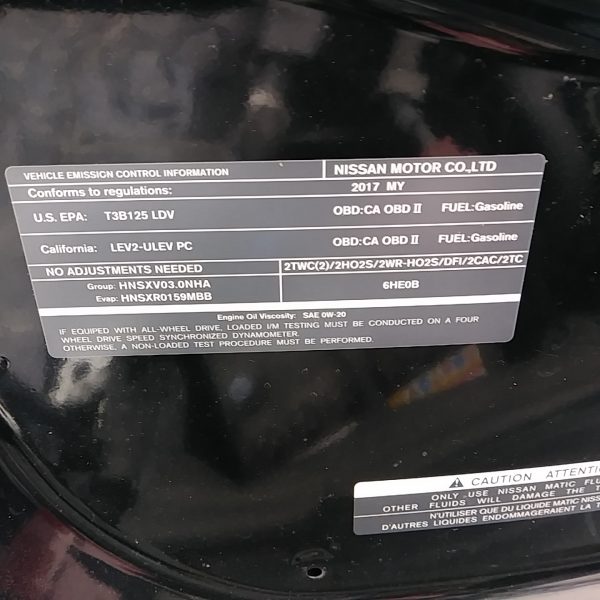 VEHICLE EMISSION CONTROL INFORMATION NISSAN MOTOR CO.,LTD
Conforms to regulations: 2017 MY
U.S. EPA: T3B125 LDV OBD:CA OBD II FUEL:Gasoline
California: LEV2-ULEV PC OBD:CA OBD II FUEL:Gasoline
NO ADJUSTMENTS NEEDED 2TWC(2)/2HO2S/2WR-HO2S/DFI/2CAC/2TC
Group: HNSXV03.0NHA 6HE0B
Evap: HNSXR0159MBB
Engine Oil Viscosity: SAE 0W-20
IF EQUIPED WITH ALL-WHEEL DRIVE, LOADED I/M TESTING MUST BE CONDUCTED ON A FOUR
WHEEL DRIVE SPEED SYNCHRONIZED DYNAMOMETER.
OTHERWISE, A NON-LOADED TEST PROCEDURE MUST BE PERFORMED.
CAUTION: ATTENTI
ONLY USE NISSAN MATIC FLU
OTHER FLUIDS WILL DAMAGE THE T
N'UTILISER QUE DU LIQUIDE MATIC NISS
D'AUTRES LIQUIDES ENDOMMAGERAIENT LA T